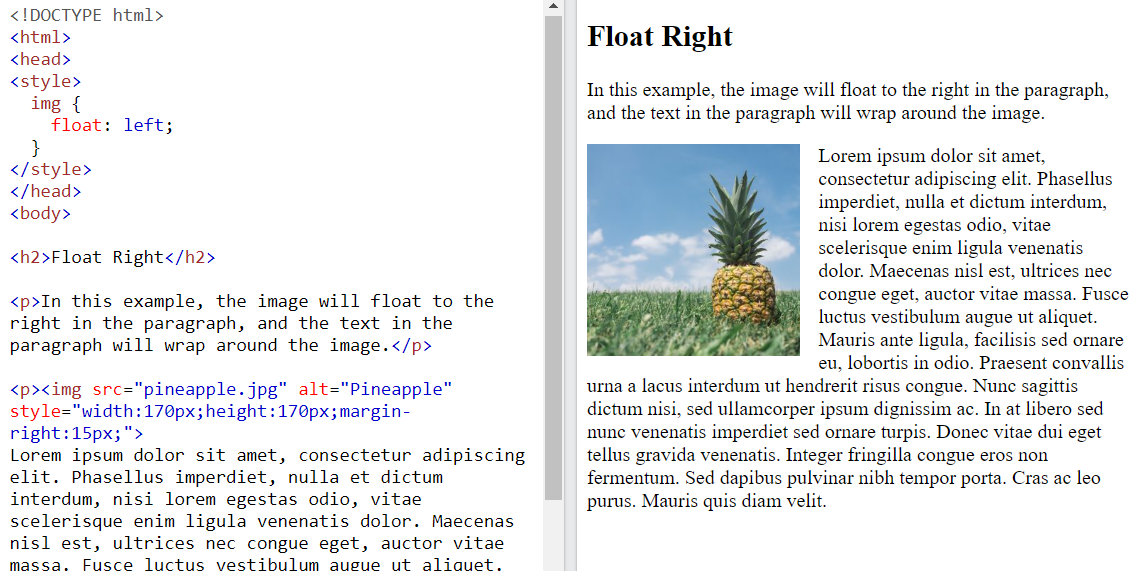 <!DOCTYPE html>
<html>
<head>
<style>
  img {
    float: left;
  }
</style>
</head>
<body>

<h2>Float Right</h2>

<p>In this example, the image will float to the
right in the paragraph, and the text in the
paragraph will wrap around the image.</p>

<p><img src="pineapple.jpg" alt="Pineapple"
style="width:170px;height:170px;margin-
right:15px;">
Lorem ipsum dolor sit amet, consectetur adipiscing
elit. Phasellus imperdiet, nulla et dictum
interdum, nisi lorem egestas odio, vitae
scelerisque enim ligula venenatis dolor. Maecenas
nisl est, ultrices nec congue eget, auctor vitae
massa. Fusce luctus vestibulum augue ut aliquet.

Float Right

In this example, the image will float to the right in the paragraph,
and the text in the paragraph will wrap around the image.

Lorem ipsum dolor sit amet,
consectetur adipiscing elit. Phasellus
imperdiet, nulla et dictum interdum,
nisi lorem egestas odio, vitae
scelerisque enim ligula venenatis
dolor. Maecenas nisl est, ultrices nec
congue eget, auctor vitae massa. Fusce
luctus vestibulum augue ut aliquet.
Mauris ante ligula, facilisis sed ornare
eu, lobortis in odio. Praesent convallis
urna a lacus interdum ut hendrerit risus congue. Nunc sagittis
dictum nisi, sed ullamcorper ipsum dignissim ac. In at libero sed
nunc venenatis imperdiet sed ornare turpis. Donec vitae dui eget
tellus gravida venenatis. Integer fringilla congue eros non
fermentum. Sed dapibus pulvinar nibh tempor porta. Cras ac leo
purus. Mauris quis diam velit.